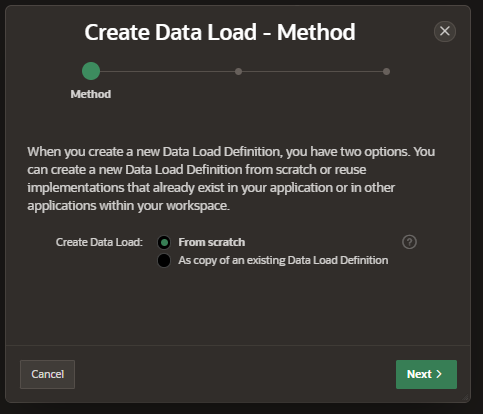 Create Data Load - Method
Method
When you create a new Data Load Definition, you have two options. You
can create a new Data Load Definition from scratch or reuse
implementations that already exist in your application or in other
applications within your workspace.
Create Data Load: From scratch
As copy of an existing Data Load Definition
Cancel Next